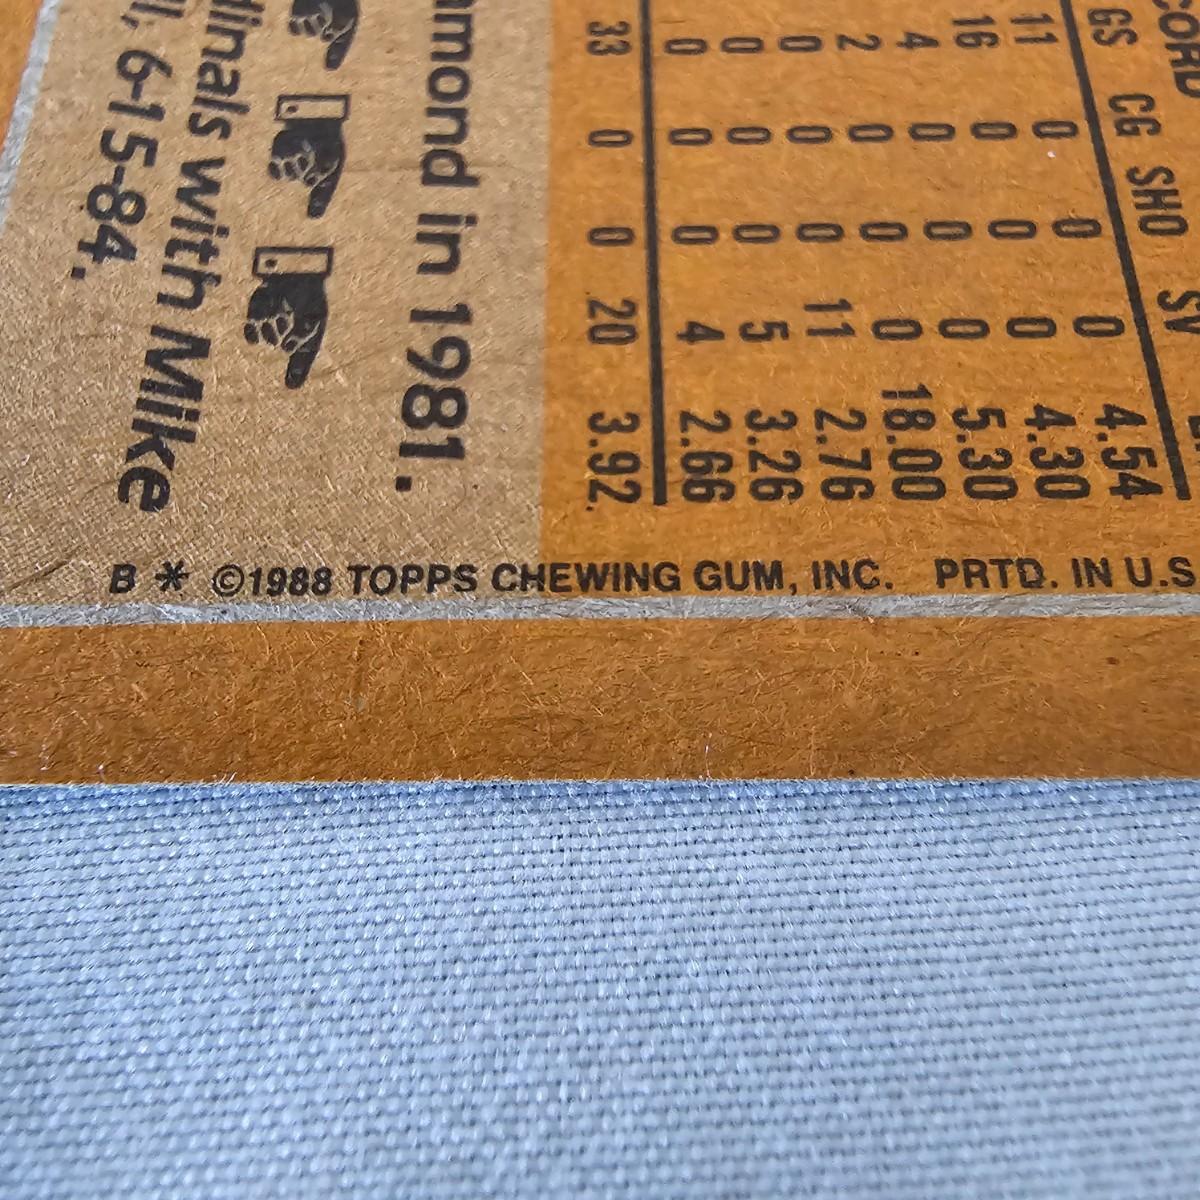 CORD
GS CG SHO SV
11 0 0 0 4.54
16 0 0 0 4.30
4 0 0 0 5.30
2 0 0 0 18.00
0 0 0 11 2.76
0 0 0 5 3.26
0 0 0 4 2.66
33 0 0 20 3.92
mond in 1981.
dinals with Mike
6-15-84.
B * ©1988 TOPPS CHEWING GUM, INC. PRTD. IN U.S